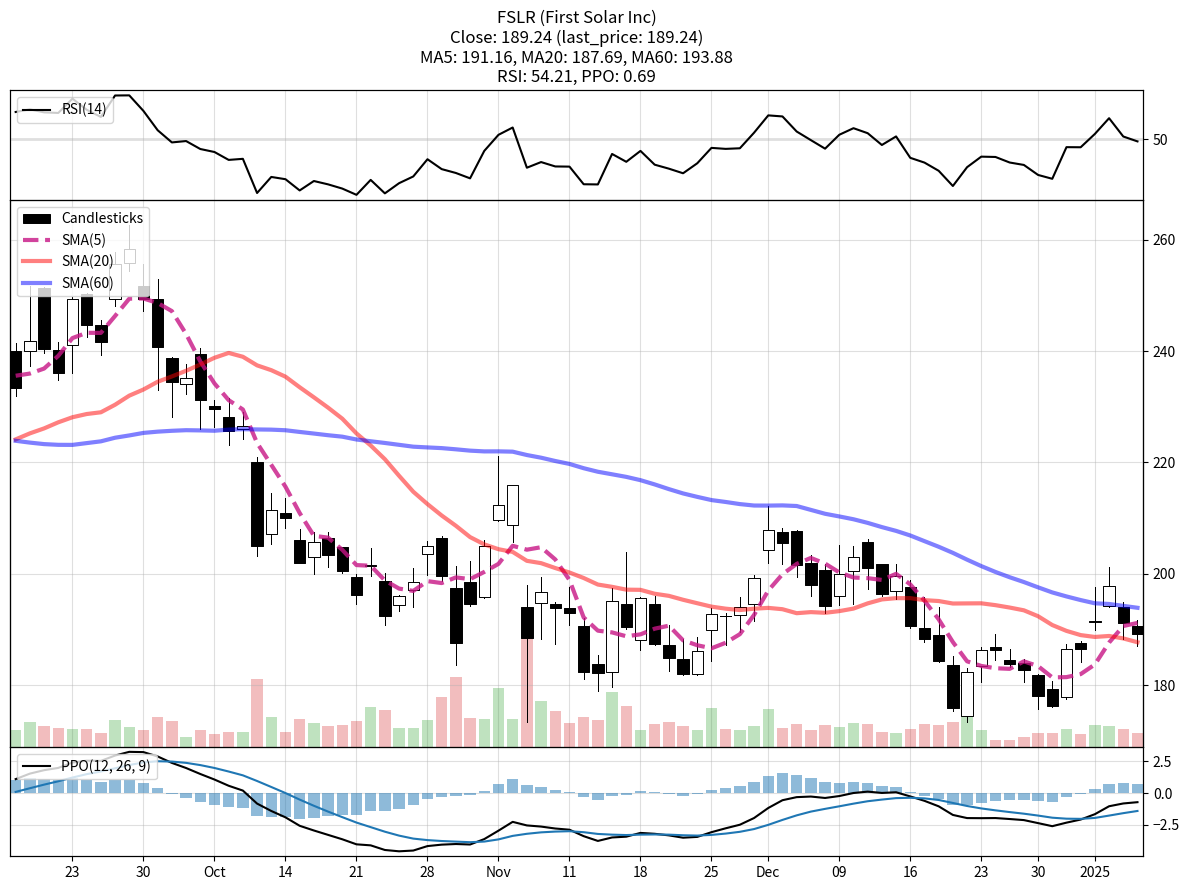 FSLR (First Solar Inc)
Close: 189.24 (last_price: 189.24)
MA5: 191.16, MA20: 187.69, MA60: 193.88
RSI: 54.21, PPO: 0.69
RSI(14)
50
Candlesticks
SMA(5)
SMA(20)
SMA(60)
260
240
220
200
180
PPO(12, 26, 9)
2.5
0.0
−2.5
23 30 Oct 14 21 28 Nov 11 18 25 Dec 09 16 23 30 2025